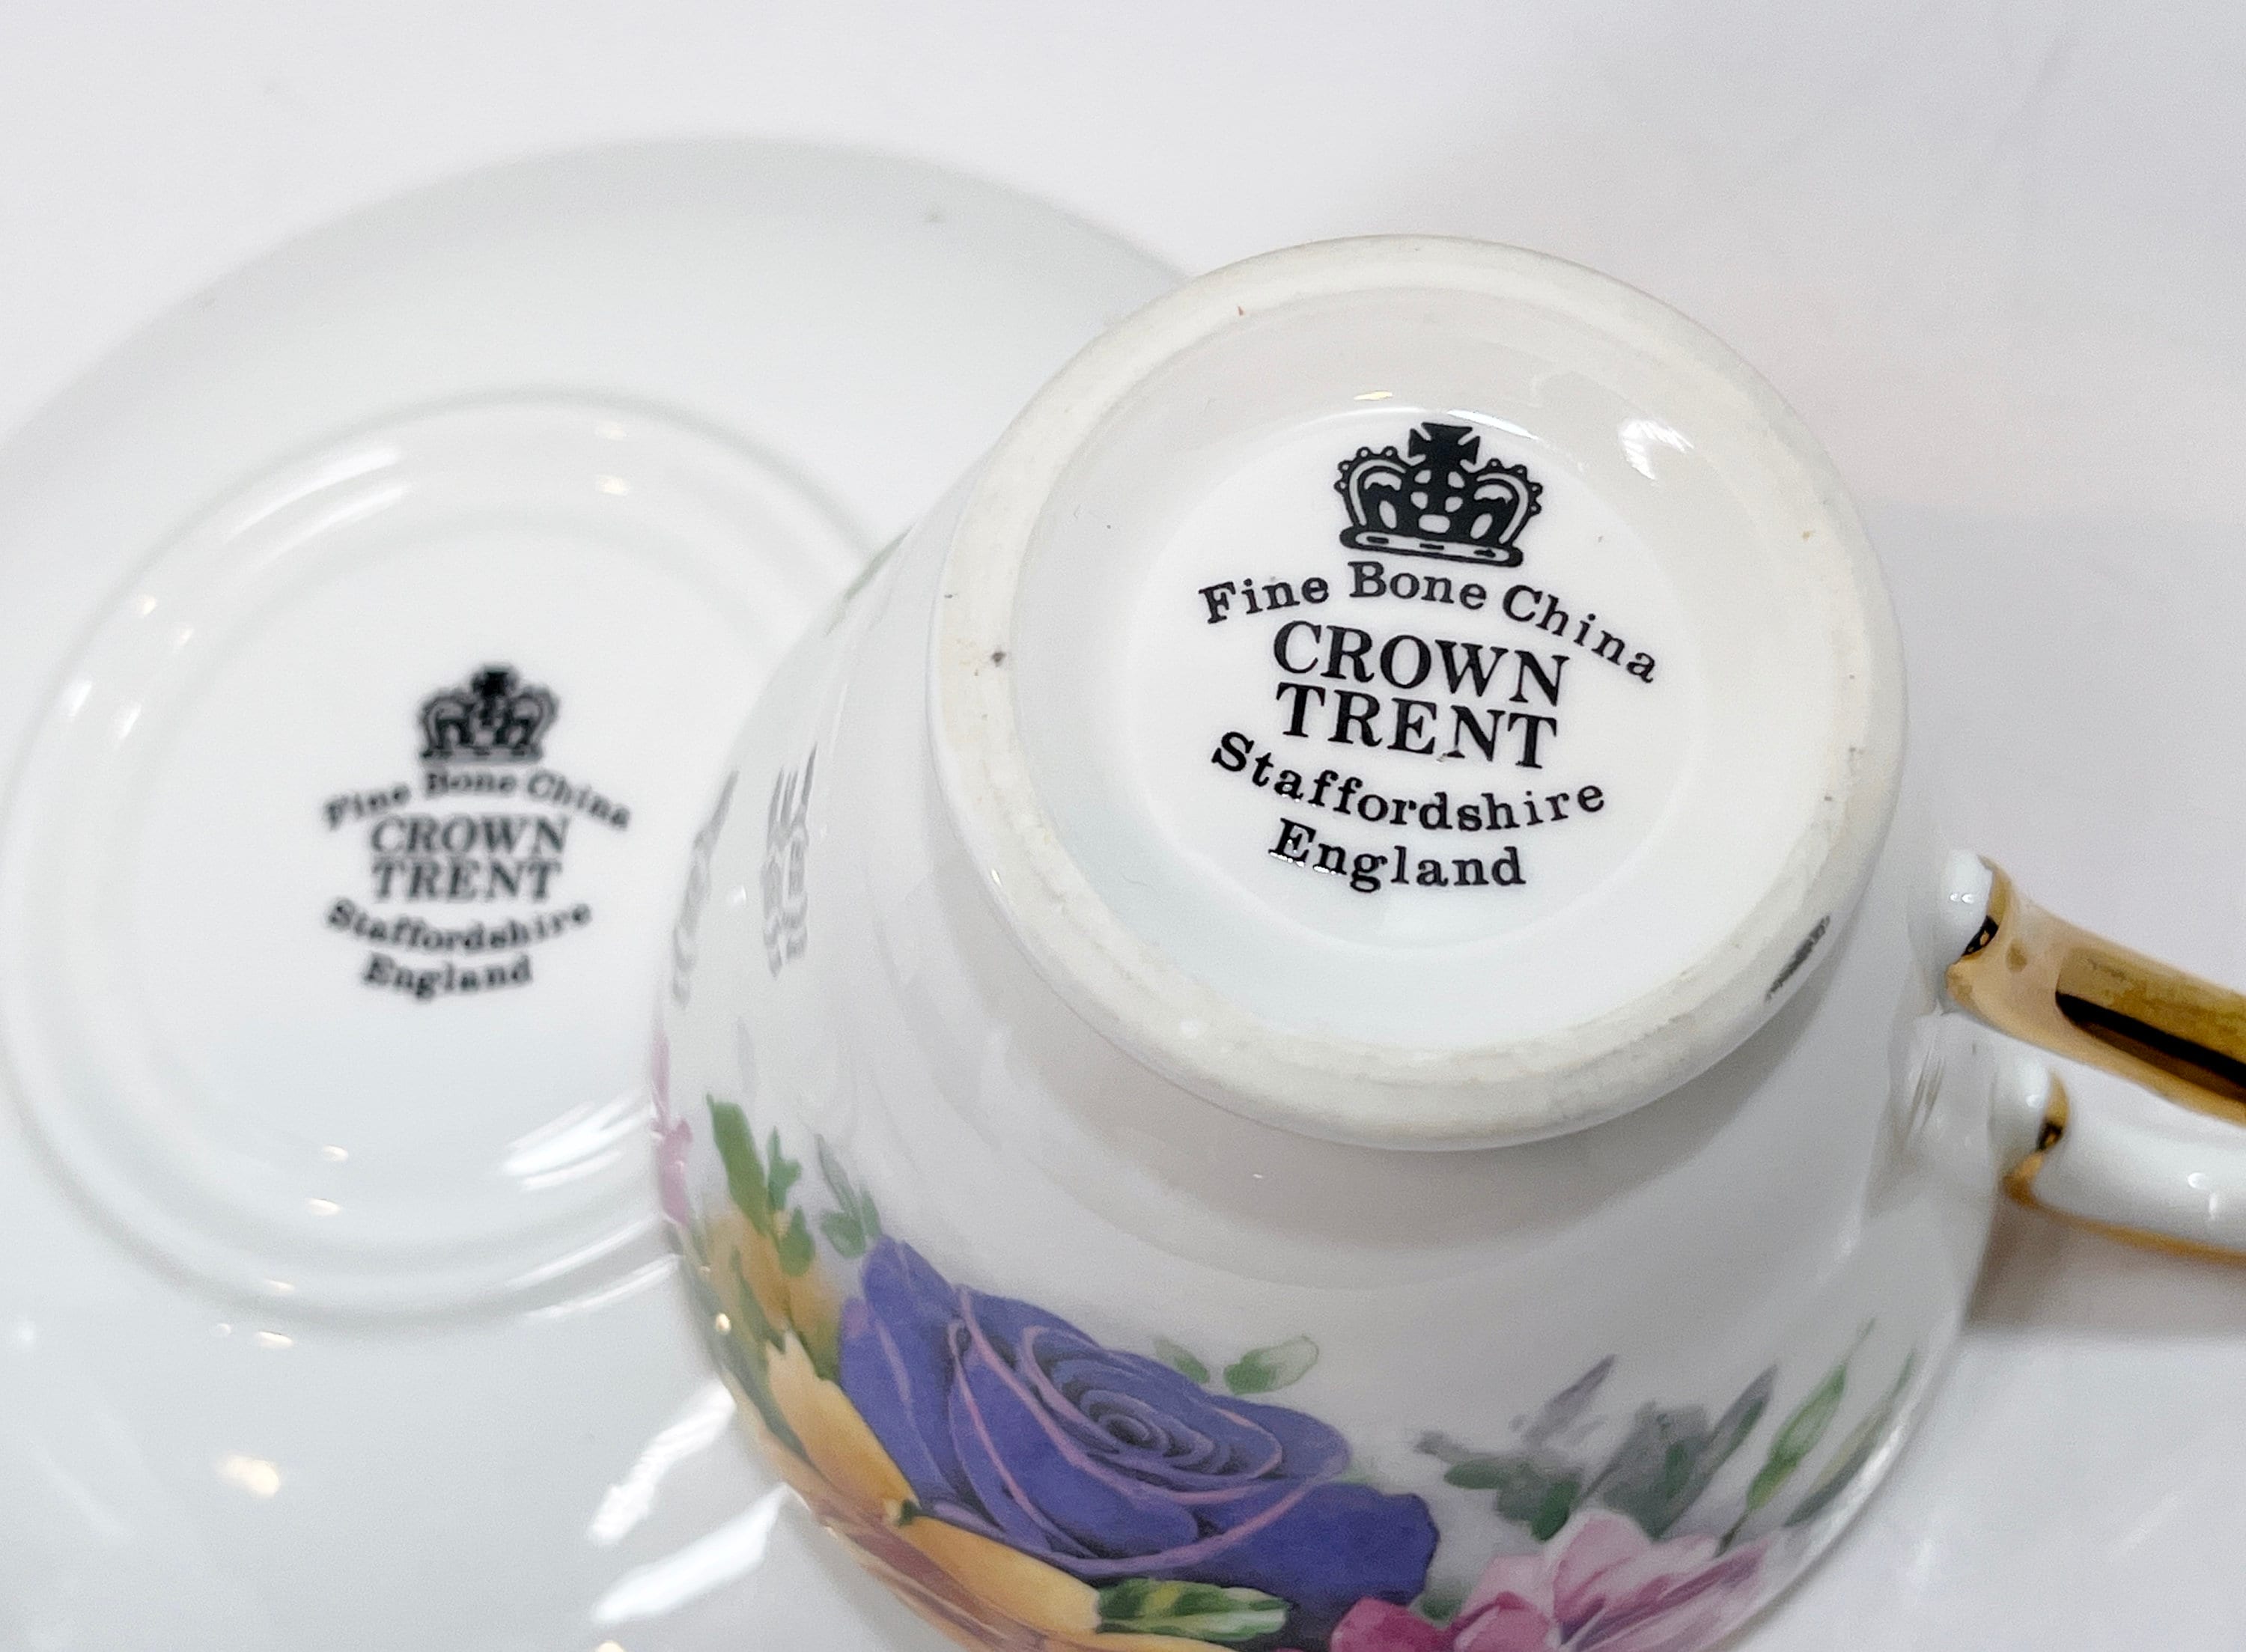 Fine Bone China
CROWN
TRENT
Staffordshire
England
Fine Bone China
CROWN
TRENT
Staffordshire
England